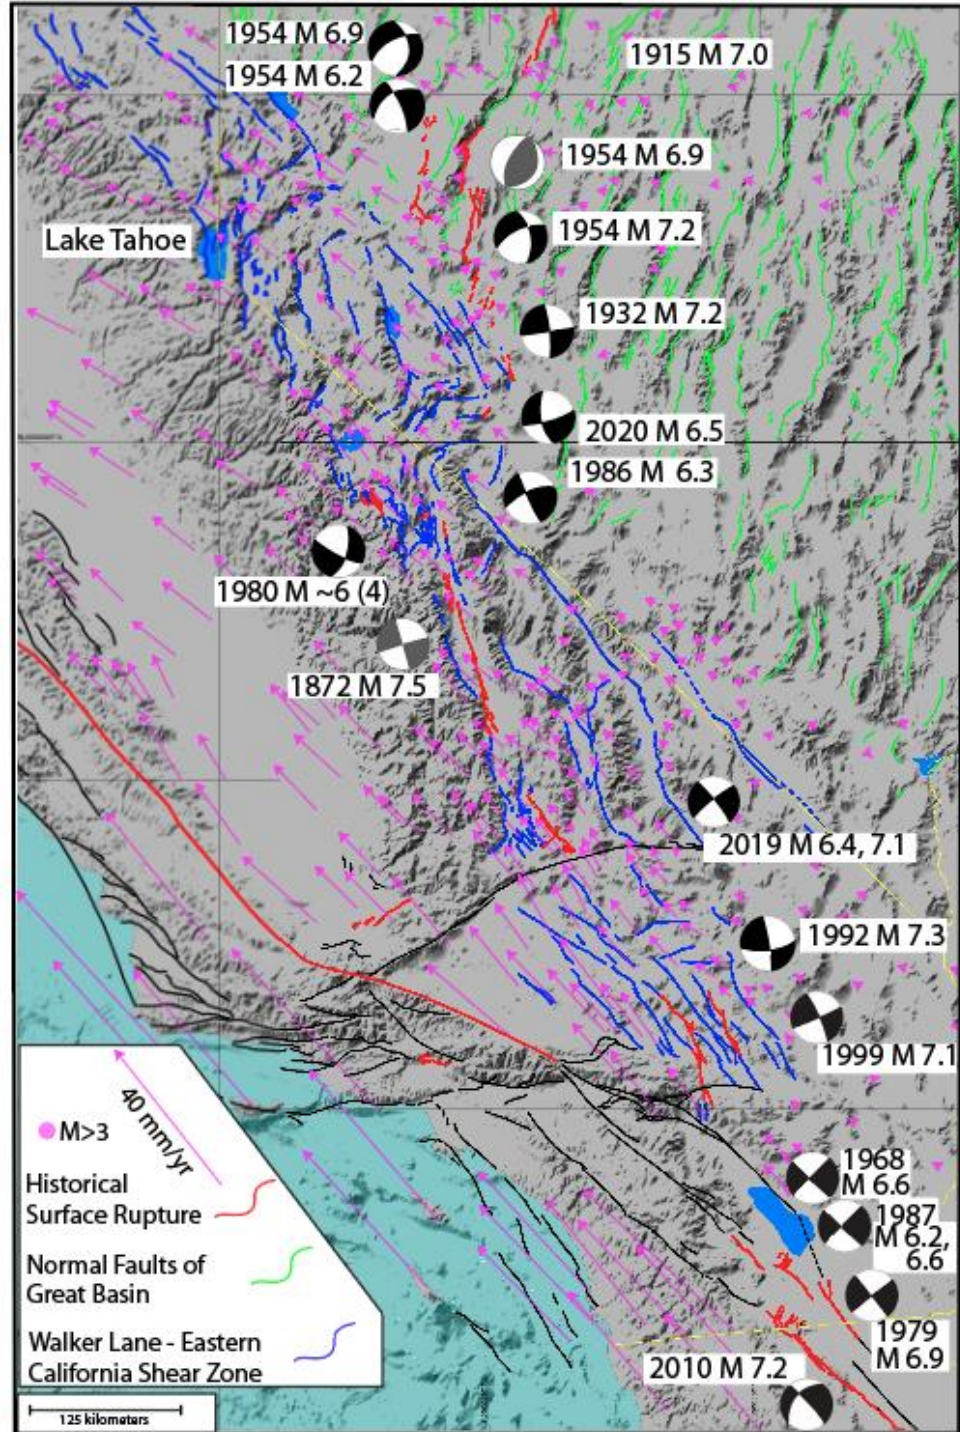 1954 M 6.9
1954 M 6.2
1915 M 7.0
1954 M 6.9
1954 M 7.2
Lake Tahoe
1932 M 7.2
2020 M 6.5
1986 M 6.3
1980 M ~6 (4)
1872 M 7.5
2019 M 6.4, 7.1
1992 M 7.3
1999 M 7.1
40 mm/yr
M>3
Historical
Surface Rupture
Normal Faults of
Great Basin
Walker Lane - Eastern
California Shear Zone
125 kilometers
1968
M 6.6
1987
M 6.2,
6.6
1979
M 6.9
2010 M 7.2